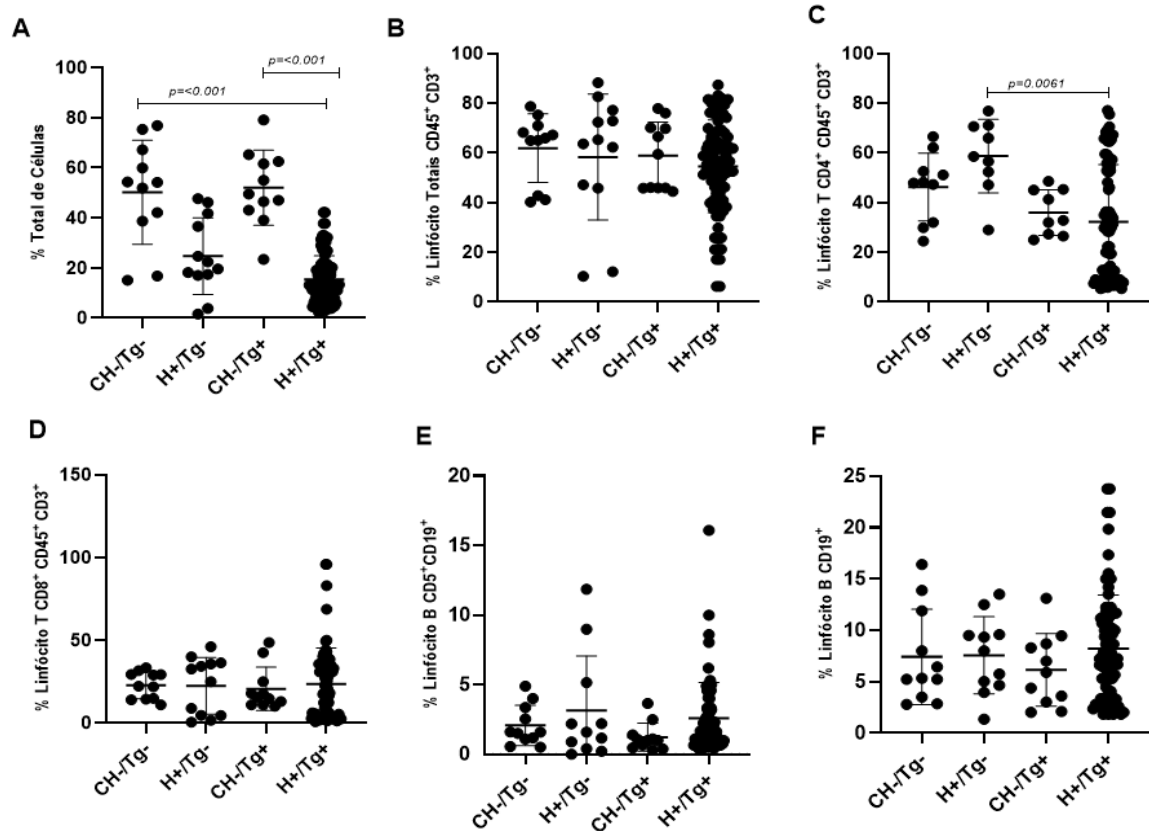 A
% Total de Células
100
80
60
40
20
0
p=<0.001
p=<0.001
CH-/Tg-
H+/Tg-
CH-/Tg+
H+/Tg+
B
% Linfócito Totais CD45+ CD3+
100
80
60
40
20
0
CH-/Tg-
H+/Tg-
CH-/Tg+
H+/Tg+
C
% Linfócito T CD4+ CD45+ CD3+
100
80
60
40
20
0
p=0.0061
CH-/Tg-
H+/Tg-
CH-/Tg+
H+/Tg+
D
% Linfócito T CD8+ CD45+ CD3+
150
100
50
0
CH-/Tg-
H+/Tg-
CH-/Tg+
H+/Tg+
E
% Linfócito B CD5+CD19+
20
15
10
5
0
CH-/Tg-
H+/Tg-
CH-/Tg+
H+/Tg+
F
% Linfócito B CD19+
25
20
15
10
5
0
CH-/Tg-
H+/Tg-
CH-/Tg+
H+/Tg+